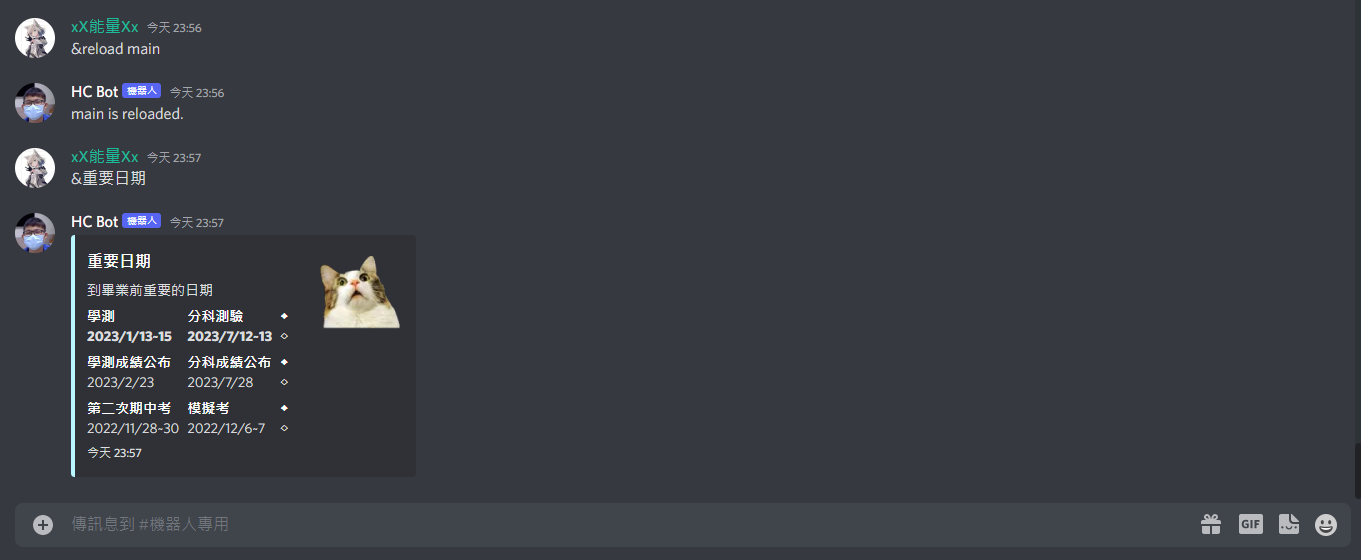 xX能量Xx 今天 23:56
&reload main
HC Bot 機器人 今天 23:56
main is reloaded.
xX能量Xx 今天 23:57
&重要日期
HC Bot 機器人 今天 23:57
重要日期
到畢業前重要的日期
學測 分科測驗 ⬥
2023/1/13-15 2023/7/12-13 ⬦
學測成績公布 分科成績公布 ⬥
2023/2/23 2023/7/28 ⬦
第二次期中考 模擬考 ⬥
2022/11/28~30 2022/12/6~7 ⬦
今天 23:57
傳訊息到 #機器人專用 GIF